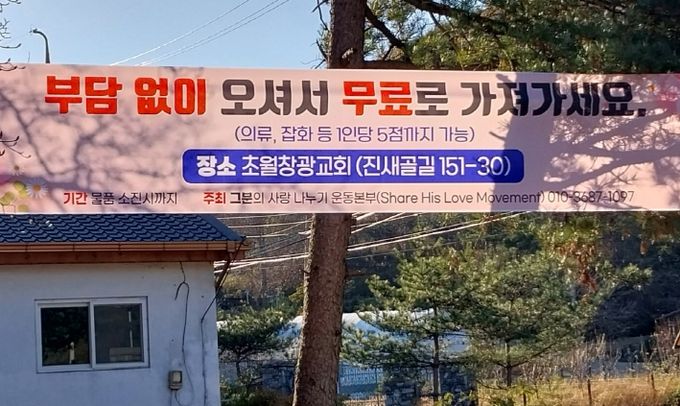 부담 없이 오셔서 무료로 가져가세요.
(의류, 잡화 등 1인당 5점까지 가능)
장소 초월창광교회 (진새골길 151-30)
기간 물품 소진시까지 주최 그분의 사랑 나누기 운동본부(Share His Love Movement) 010-3687-1097